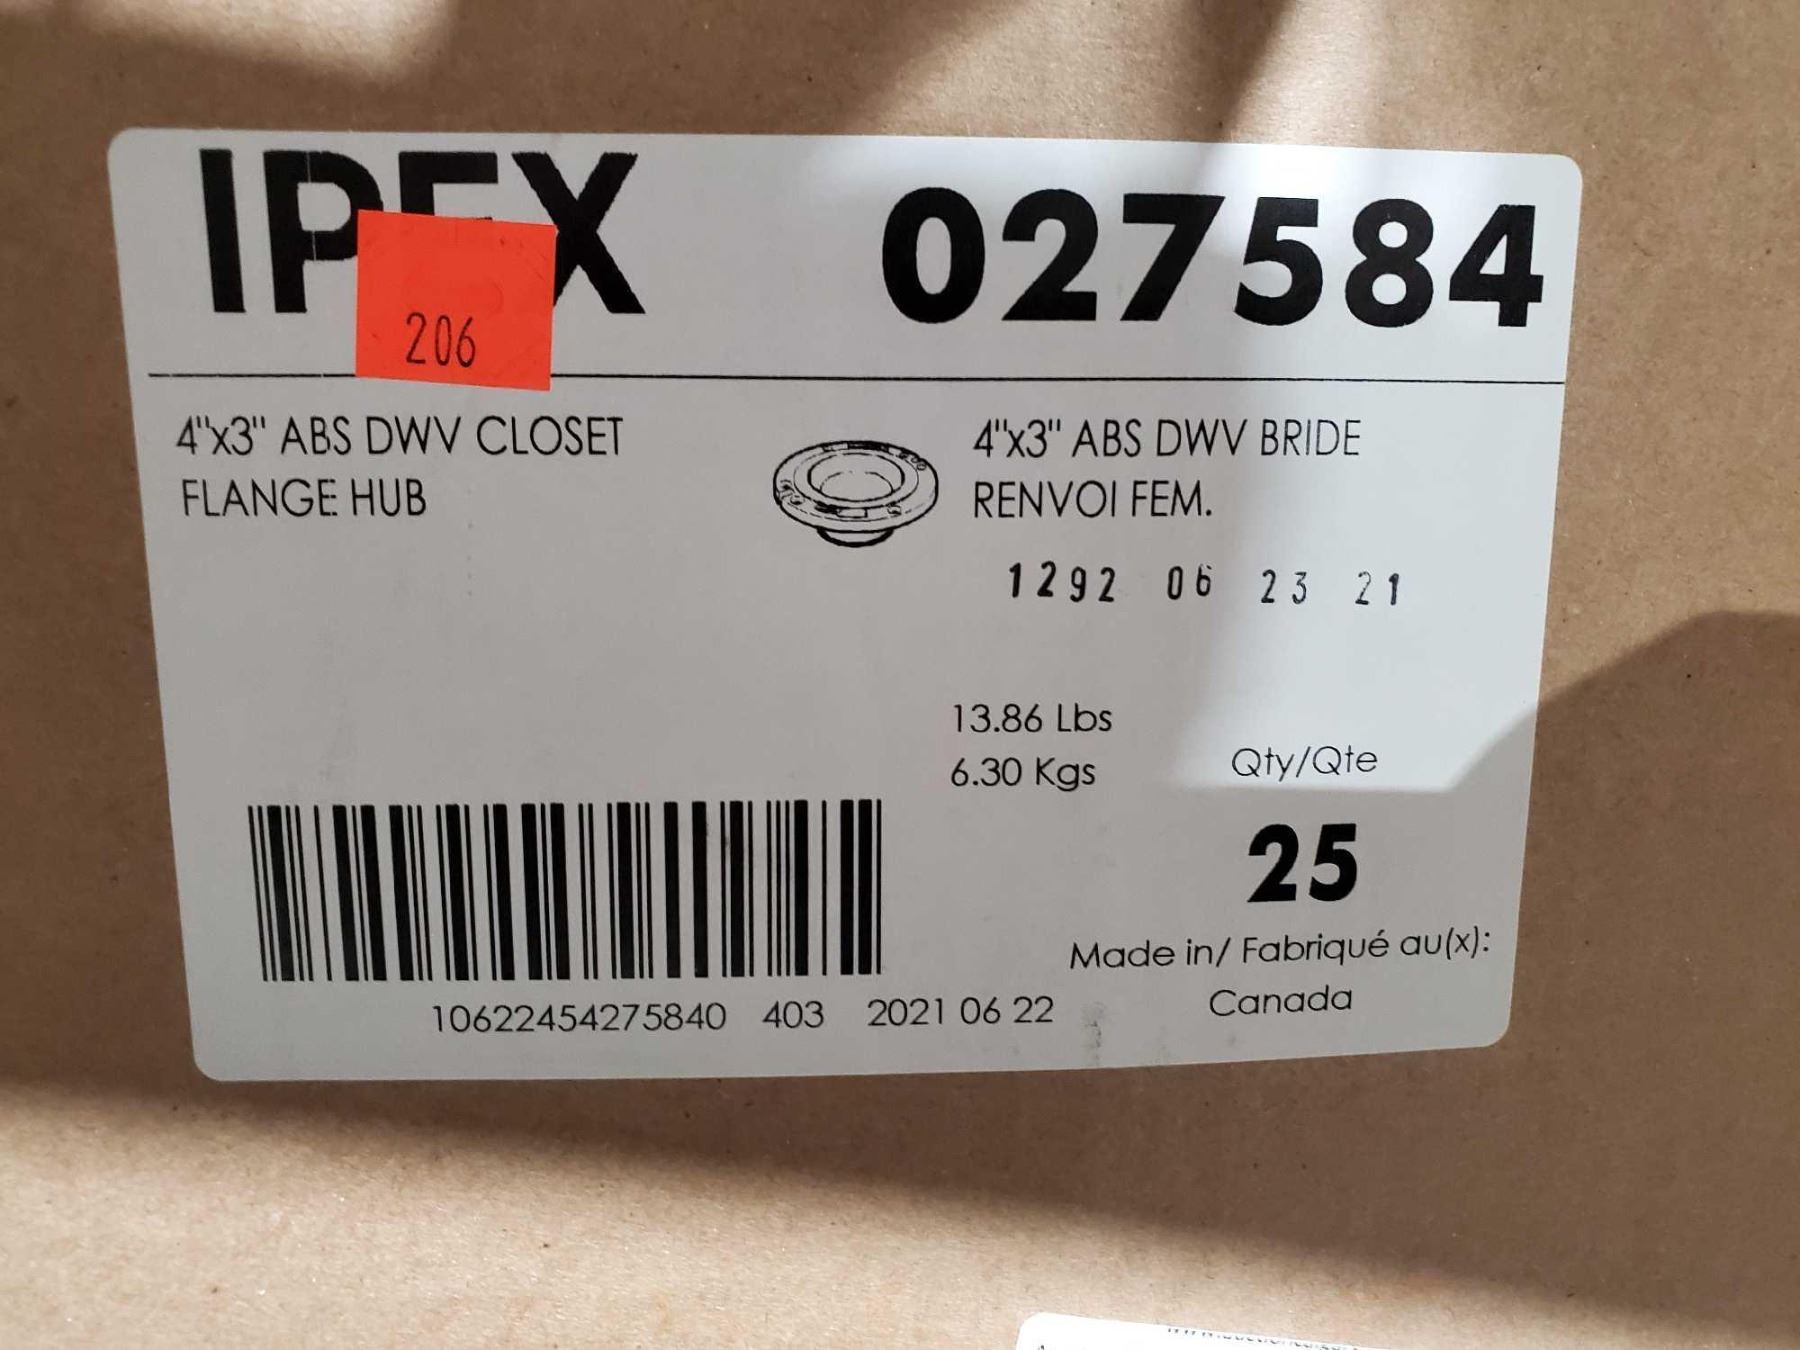 IPEX 027584
206
4"x3" ABS DWV CLOSET
FLANGE HUB
4"x3" ABS DWV BRIDE
RENVOI FEM.
1292 06 23 21
13.86 Lbs
6.30 Kgs
Qty/Qte
25
Made in/ Fabriqué au(x):
Canada
10622454275840 403 2021 06 22